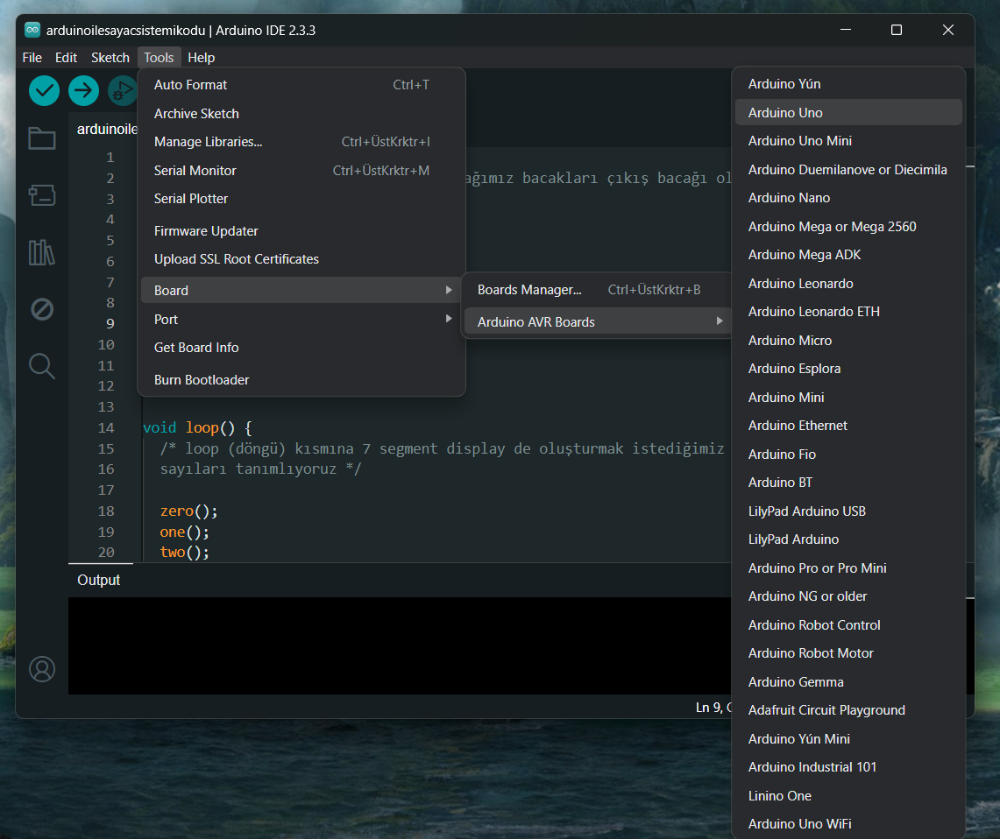 arduinoilesayacsistemikodu | Arduino IDE 2.3.3
File Edit Sketch Tools Help
Auto Format Ctrl+T
Archive Sketch
Manage Libraries... Ctrl+ÜstKrktr+I
Serial Monitor Ctrl+ÜstKrktr+M
Serial Plotter
Firmware Updater
Upload SSL Root Certificates
Board
Port
Get Board Info
Burn Bootloader
Boards Manager... Ctrl+ÜstKrktr+B
Arduino AVR Boards
Arduino Yún
Arduino Uno
Arduino Uno Mini
Arduino Duemilanove or Diecimila
Arduino Nano
Arduino Mega or Mega 2560
Arduino Mega ADK
Arduino Leonardo
Arduino Leonardo ETH
Arduino Micro
Arduino Esplora
Arduino Mini
Arduino Ethernet
Arduino Fio
Arduino BT
LilyPad Arduino USB
LilyPad Arduino
Arduino Pro or Pro Mini
Arduino NG or older
Arduino Robot Control
Arduino Robot Motor
Arduino Gemma
Adafruit Circuit Playground
Arduino Yún Mini
Arduino Industrial 101
Linino One
Arduino Uno WiFi
arduinoile
1
2 ağımız bacakları çıkış bacağı ol
3
4
5
6
7
8
9
10
11
12
13
14 void loop() {
15 /* loop (döngü) kısmına 7 segment display de oluşturmak istediğimiz
16 sayıları tanımlıyoruz */
17
18 zero();
19 one();
20 two();
Output
Ln 9,